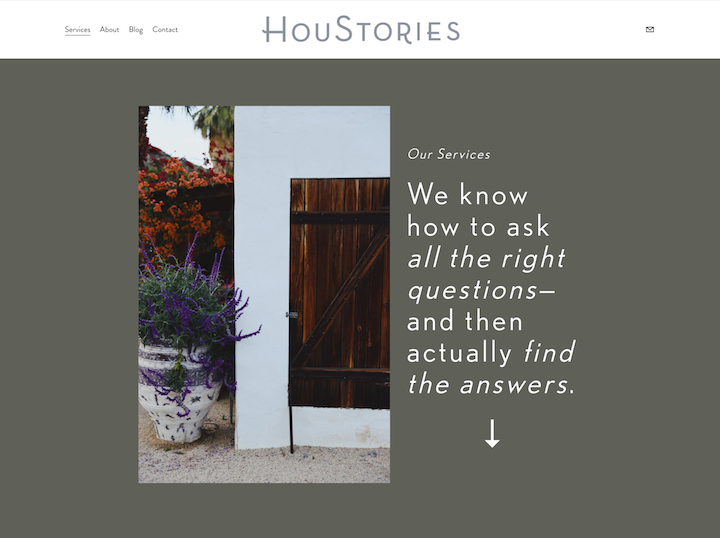 Services About Blog Contact
HouStories
Our Services
We know
how to ask
all the right
questions—
and then
actually find
the answers.